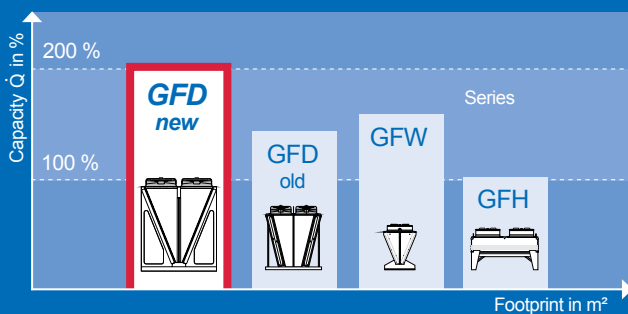 Capacity Q̇ in %
200 %
100 %
GFD
new
GFD
old
GFW
GFH
Series
Footprint in m²